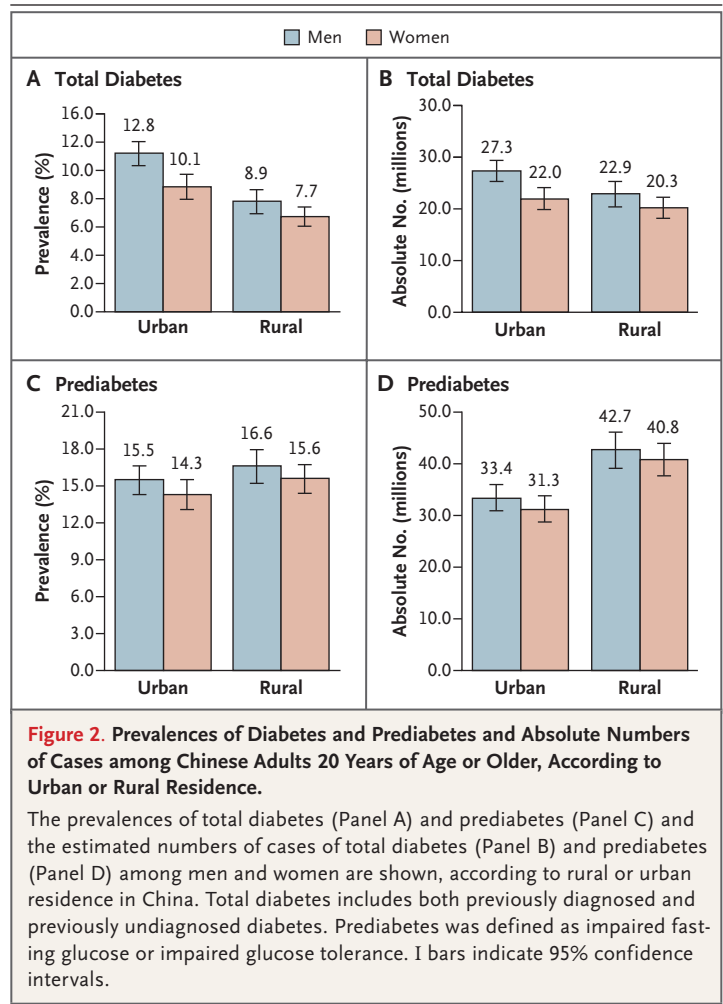 Men Women
A Total Diabetes
16.0
12.0
10.0
8.0
6.0
4.0
2.0
0.0
Prevalence (%)
12.8
10.1
8.9
7.7
Urban Rural
B Total Diabetes
30.0
30.0
20.0
10.0
0.0
Absolute No. (millions)
27.3
22.0
22.9
20.3
Urban Rural
C Prediabetes
21.0
18.0
15.0
12.0
9.0
6.0
3.0
0.0
Prevalence (%)
15.5
14.3
16.6
15.6
Urban Rural
D Prediabetes
50.0
40.0
30.0
20.0
10.0
0.0
Absolute No. (millions)
33.4
31.3
42.7
40.8
Urban Rural
Figure 2. Prevalences of Diabetes and Prediabetes and Absolute Numbers
of Cases among Chinese Adults 20 Years of Age or Older, According to
Urban or Rural Residence.
The prevalences of total diabetes (Panel A) and prediabetes (Panel C) and
the estimated numbers of cases of total diabetes (Panel B) and prediabetes
(Panel D) among men and women are shown, according to rural or urban
residence in China. Total diabetes includes both previously diagnosed and
previously undiagnosed diabetes. Prediabetes was defined as impaired fast-
ing glucose or impaired glucose tolerance. I bars indicate 95% confidence
intervals.